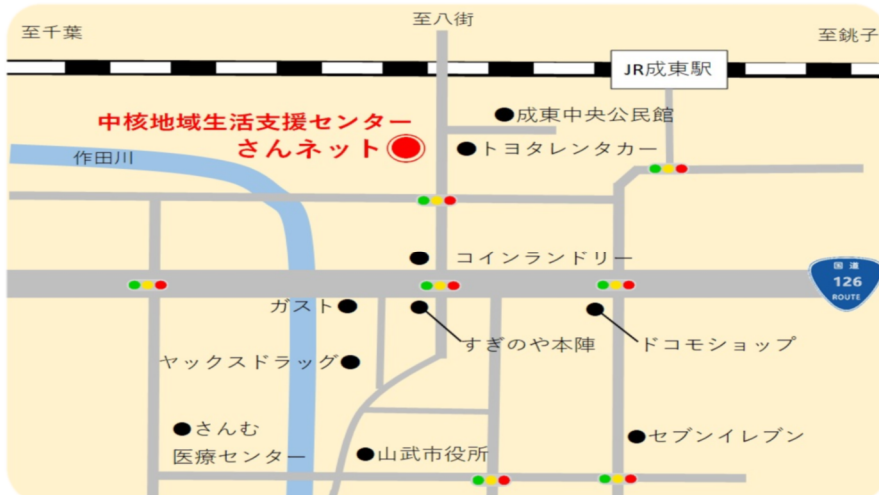 至八街
至千葉
至銚子
JR成東駅
成東中央公民館
中核地域生活支援センター
さんネット
トヨタレンタカー
作田川
コインランドリー
国道
126
ROUTE
ガスト
すぎのや本陣
ドコモショップ
ヤックスドラッグ
さんむ
医療センター
山武市役所
セブンイレブン